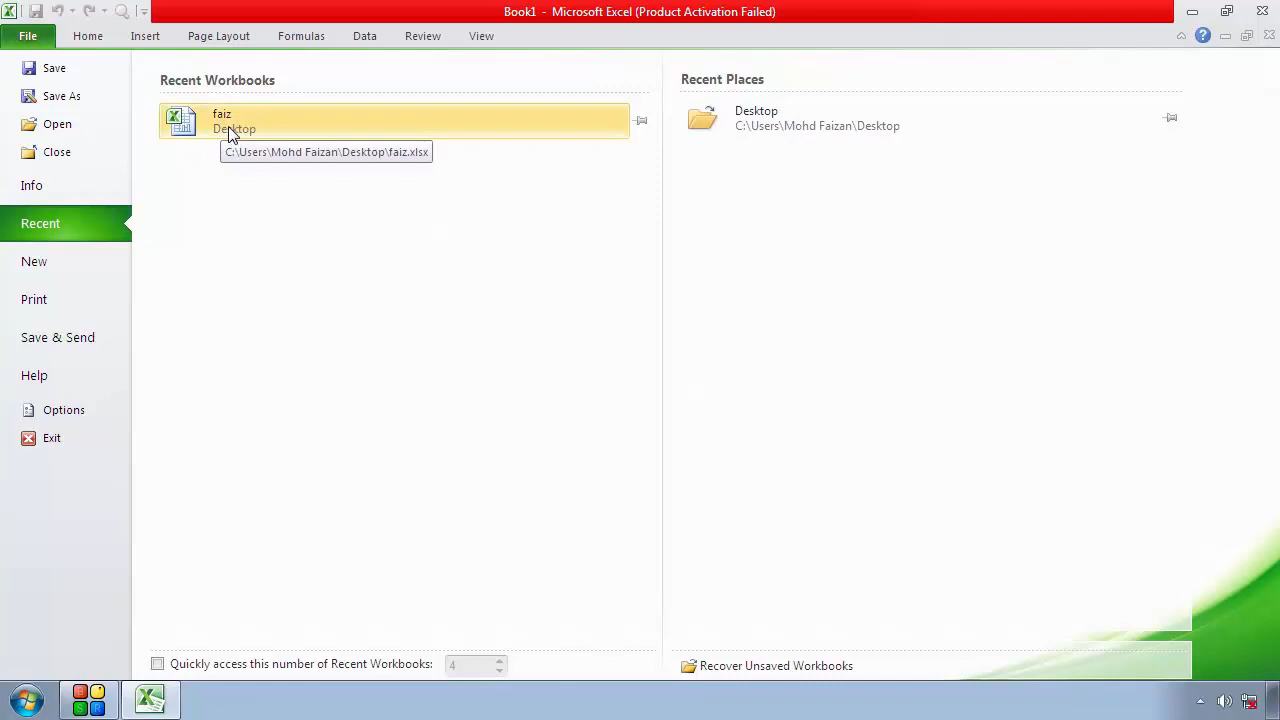 Book1 - Microsoft Excel (Product Activation Failed)
File Home Insert Page Layout Formulas Data Review View
Save
Save As
Open
Close
Info
Recent
New
Print
Save & Send
Help
Options
Exit
Recent Workbooks
faiz
Desktop
C:\Users\Mohd Faizan\Desktop\faiz.xlsx
Quickly access this number of Recent Workbooks: 4
Recent Places
Desktop
C:\Users\Mohd Faizan\Desktop
Recover Unsaved Workbooks